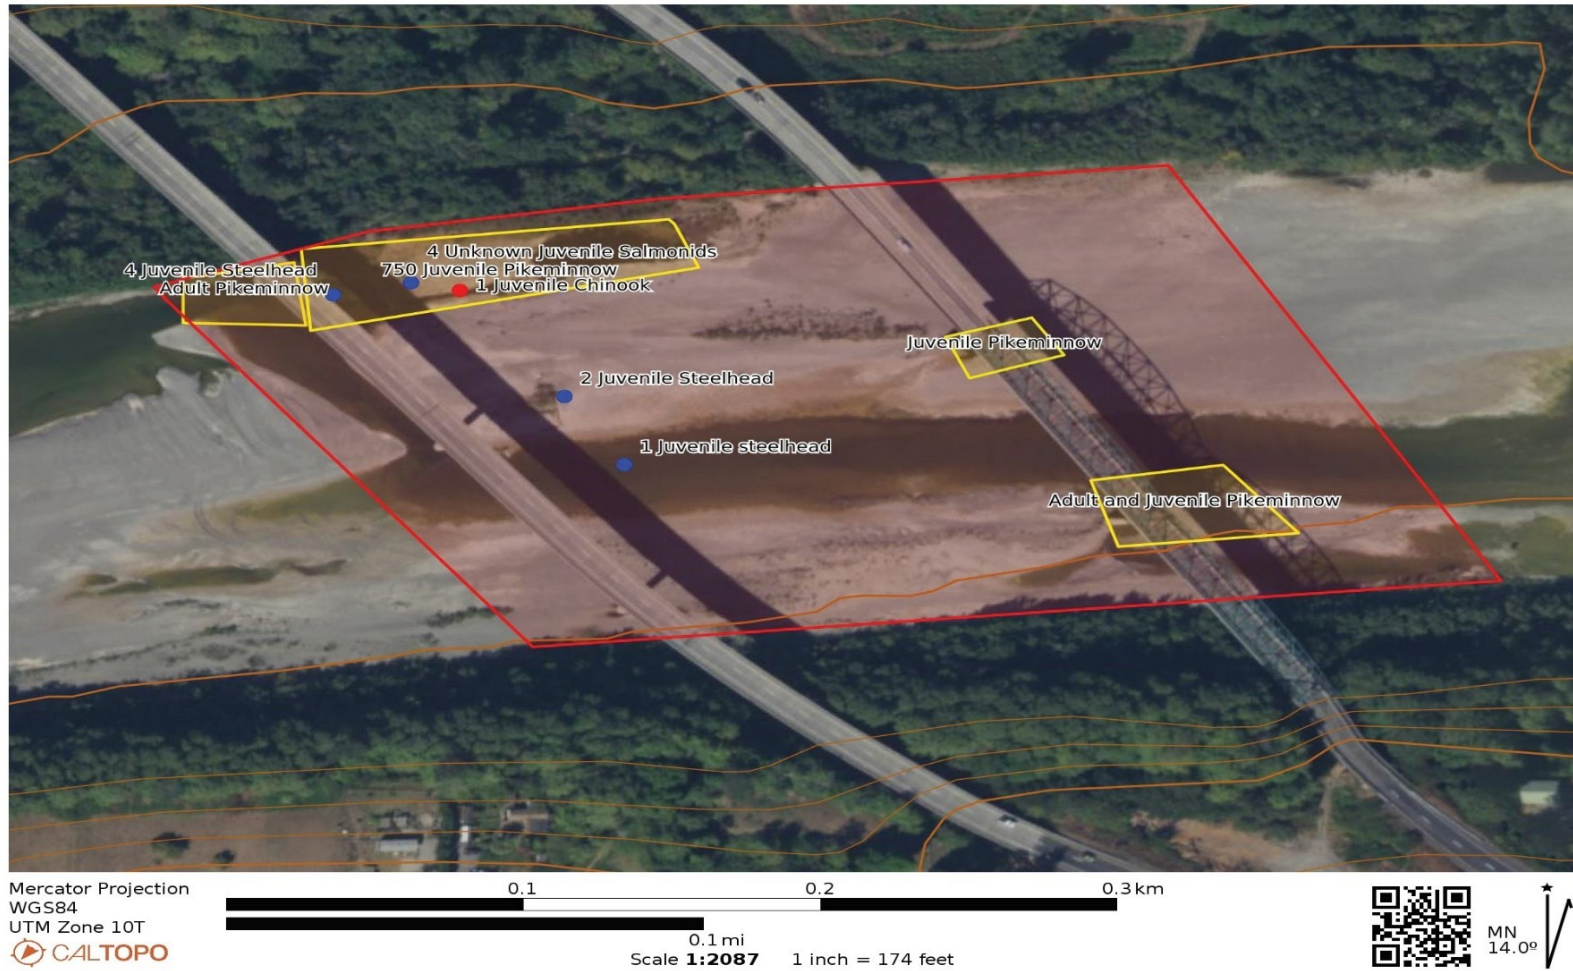 4 Unknown Juvenile Salmonids
4 Juvenile Steelhead
750 Juvenile Pikeminnow
Adult Pikeminnow
1 Juvenile Chinook
Juvenile Pikeminnow
2 Juvenile Steelhead
1 Juvenile steelhead
Adult and Juvenile Pikeminnow
Mercator Projection
WGS84
UTM Zone 10T
CALTOPO
0.1
0.2
0.3 km
0.1 mi
Scale 1:2087
1 inch = 174 feet
MN
14.0º